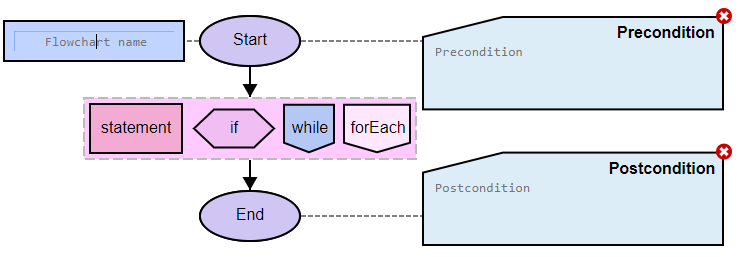 Flowchart name
Start
Precondition
Precondition
statement
if
while
forEach
Postcondition
Postcondition
End